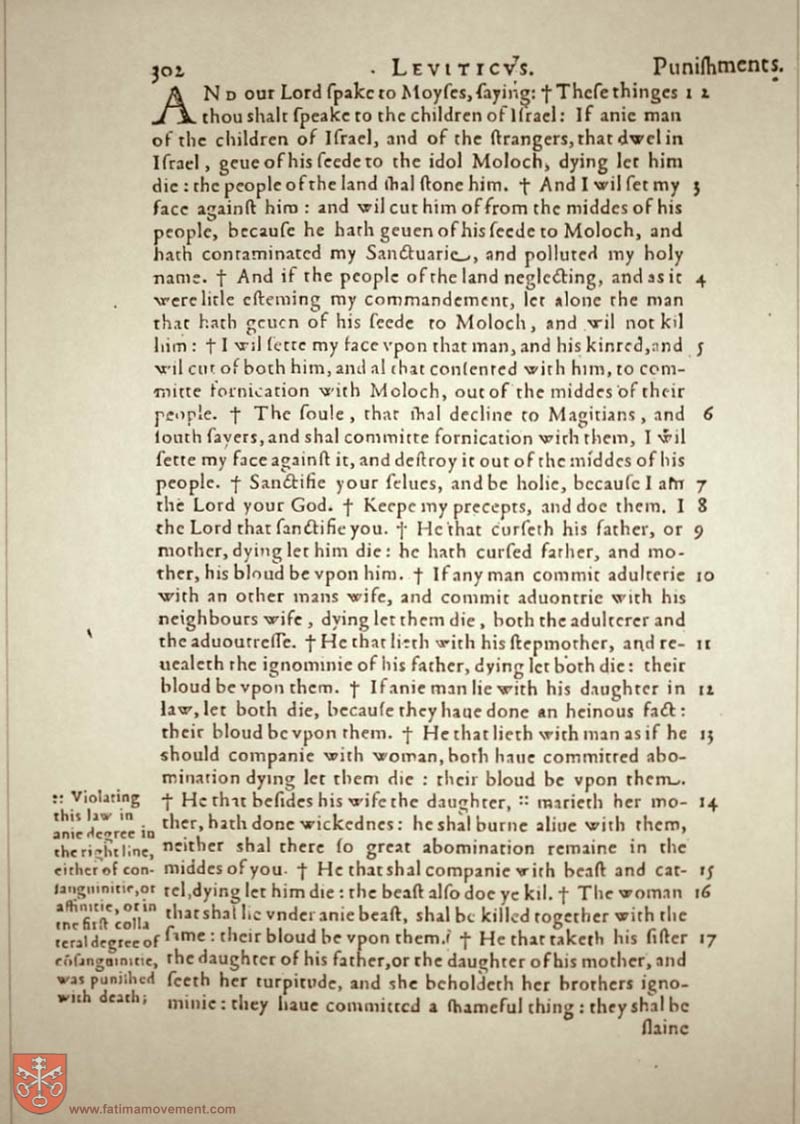 302 . LEVITICVS. Puniſhments.
AND our Lord ſpake to Moyſes, ſaying: † Theſe thinges 1 2
thou shalt ſpeake to the children of Iſrael: If anie man
of the children of Iſrael, and of the ſtrangers, that dwel in
Iſrael, geue of his ſeede to the idol Moloch, dying let him
die: the people of the land ſhal ſtone him. † And I wil ſet my 3
face againſt him: and wil cut him of from the middes of his
people, becauſe he hath geuen of his ſeede to Moloch, and
hath contaminated my Sanctuarie, and polluted my holy
name. † And if the people of the land neglecting, and as it 4
were litle eſteming my commandement, let alone the man
that hath geuen of his ſeede to Moloch, and wil not kil
him: † I wil ſette my face vpon that man, and his kinred, and 5
wil cut of both him, and al that conſented with him, to com-
mitte fornication with Moloch, out of the middes of their
people. † The ſoule, that ſhal decline to Magitians, and 6
ſouth ſayers, and shal committe fornication with them, I wil
ſette my face againſt it, and deſtroy it out of the middes of his
people. † Sanctifie your ſelues, and be holie, becauſe I am 7
the Lord your God. † Keepe my precepts, and doe them. I 8
the Lord that ſanctifie you. † He that curſeth his father, or 9
mother, dying let him die: he hath curſed father, and mo-
ther, his bloud be vpon him. † If any man commit adulterie 10
with an other mans wife, and commit aduontrie with his
neighbours wife, dying let them die, both the adulterer and
the aduoutreſſe. † He that lieth with his ſtepmother, and re- 11
uealeth the ignominie of his father, dying let both die: their
bloud be vpon them. † If anie man lie with his daughter in 12
law, let both die, becauſe they haue done an heinous fact:
their bloud be vpon them. † He that lieth with man as if he 13
should companie with woman, both haue committed abo-
mination dying let them die: their bloud be vpon them.
† He that beſides his wife the daughter, :: marieth her mo- 14
ther, hath done wickednes: he shal burne aliue with them,
neither shal there ſo great abomination remaine in the
middes of you. † He that shal companie with beaſt and cat- 15
tel, dying let him die: the beaſt alſo doe ye kil. † The woman 16
that shal lie vnder anie beaſt, shal be killed together with the
ſame: their bloud be vpon them. † He that taketh his ſiſter 17
the daughter of his father, or the daughter of his mother, and
ſeeth her turpitude, and she beholdeth her brothers igno-
minie: they haue committed a ſhameful thing: they shal be
ſlaine
:: Violating
this law in
anie degree in
the right line,
either of con-
ſanguinitie, or
affinitie, or in
the firſt colla
teral degree of
cõſanguinitie,
was puniſhed
with death;
www.fatimamovement.com